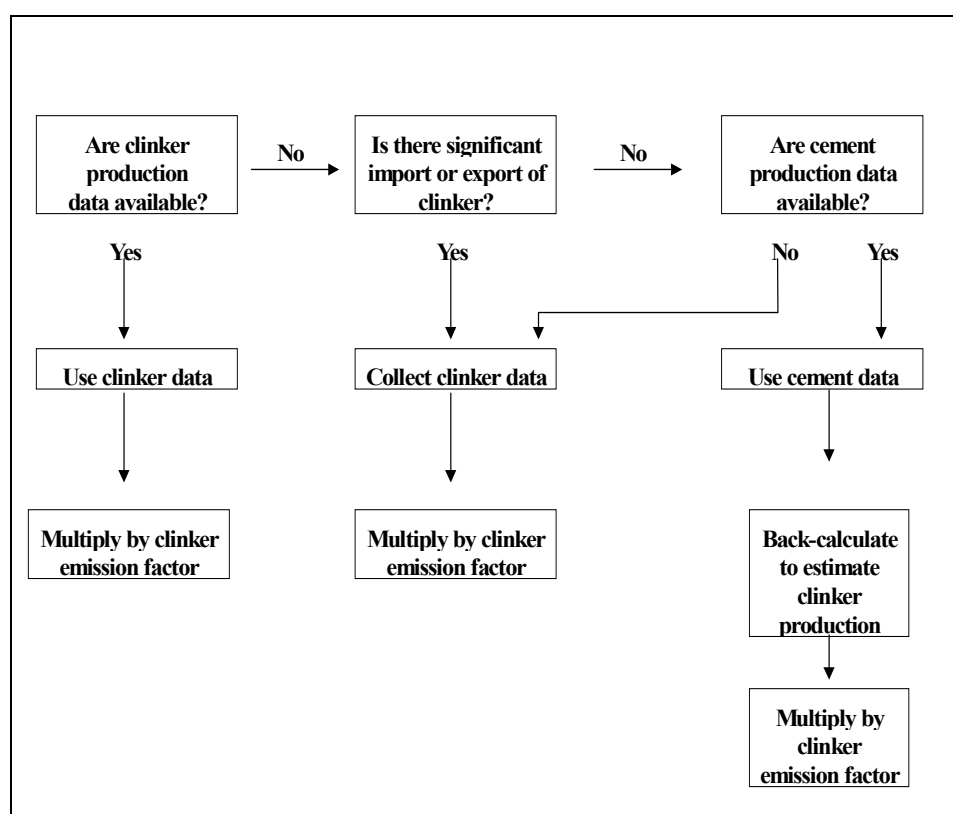 Are clinker
production
data available?
No
Is there significant
import or export of
clinker?
No
Are cement
production data
available?
Yes
Yes
No
Yes
Use clinker data
Collect clinker data
Use cement data
Multiply by clinker
emission factor
Multiply by clinker
emission factor
Back-calculate
to estimate
clinker
production
Multiply by
clinker
emission factor